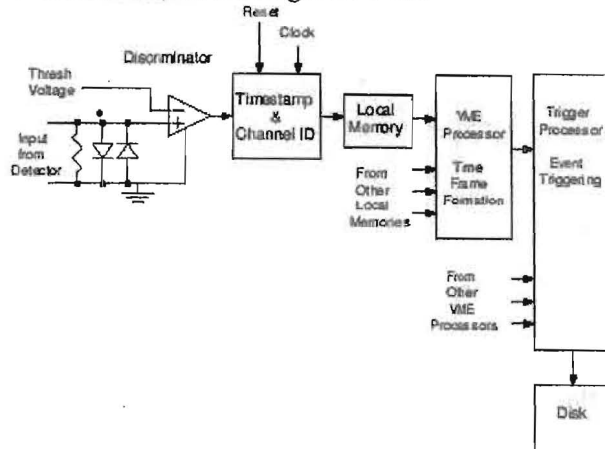 Reset
Clock
Discriminator
Thresh
Voltage
Input
from
Detector
Timestamp
&
Channel ID
Local
Memory
VME
Processor
Time
Frame
Formation
From
Other
Local
Memories
Trigger
Processor
Event
Triggering
From
Other
VME
Processors
Disk